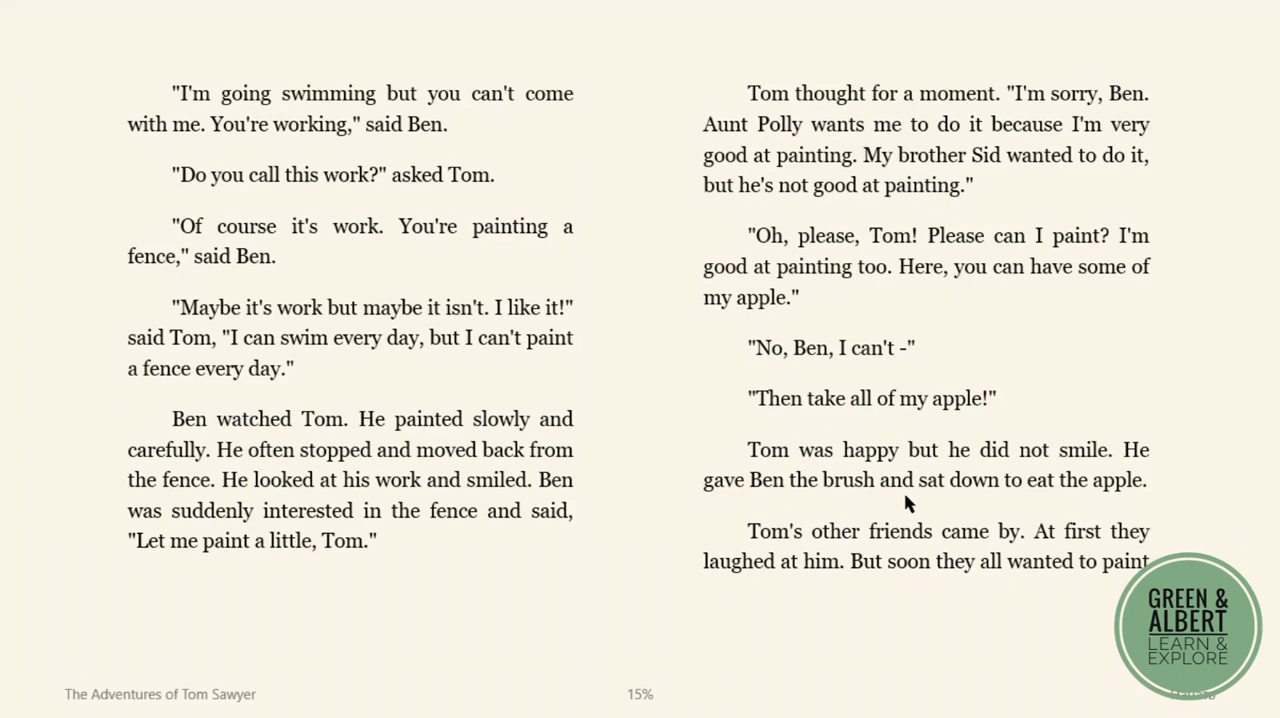 "I'm going swimming but you can't come
with me. You're working," said Ben.
"Do you call this work?" asked Tom.
"Of course it's work. You're painting a
fence," said Ben.
"Maybe it's work but maybe it isn't. I like it!"
said Tom, "I can swim every day, but I can't paint
a fence every day."
Ben watched Tom. He painted slowly and
carefully. He often stopped and moved back from
the fence. He looked at his work and smiled. Ben
was suddenly interested in the fence and said,
"Let me paint a little, Tom."
Tom thought for a moment. "I'm sorry, Ben.
Aunt Polly wants me to do it because I'm very
good at painting. My brother Sid wanted to do it,
but he's not good at painting."
"Oh, please, Tom! Please can I paint? I'm
good at painting too. Here, you can have some of
my apple."
"No, Ben, I can't -"
"Then take all of my apple!"
Tom was happy but he did not smile. He
gave Ben the brush and sat down to eat the apple.
Tom's other friends came by. At first they
laughed at him. But soon they all wanted to paint
GREEN &
ALBERT
LEARN &
EXPLORE
The Adventures of Tom Sawyer
15%